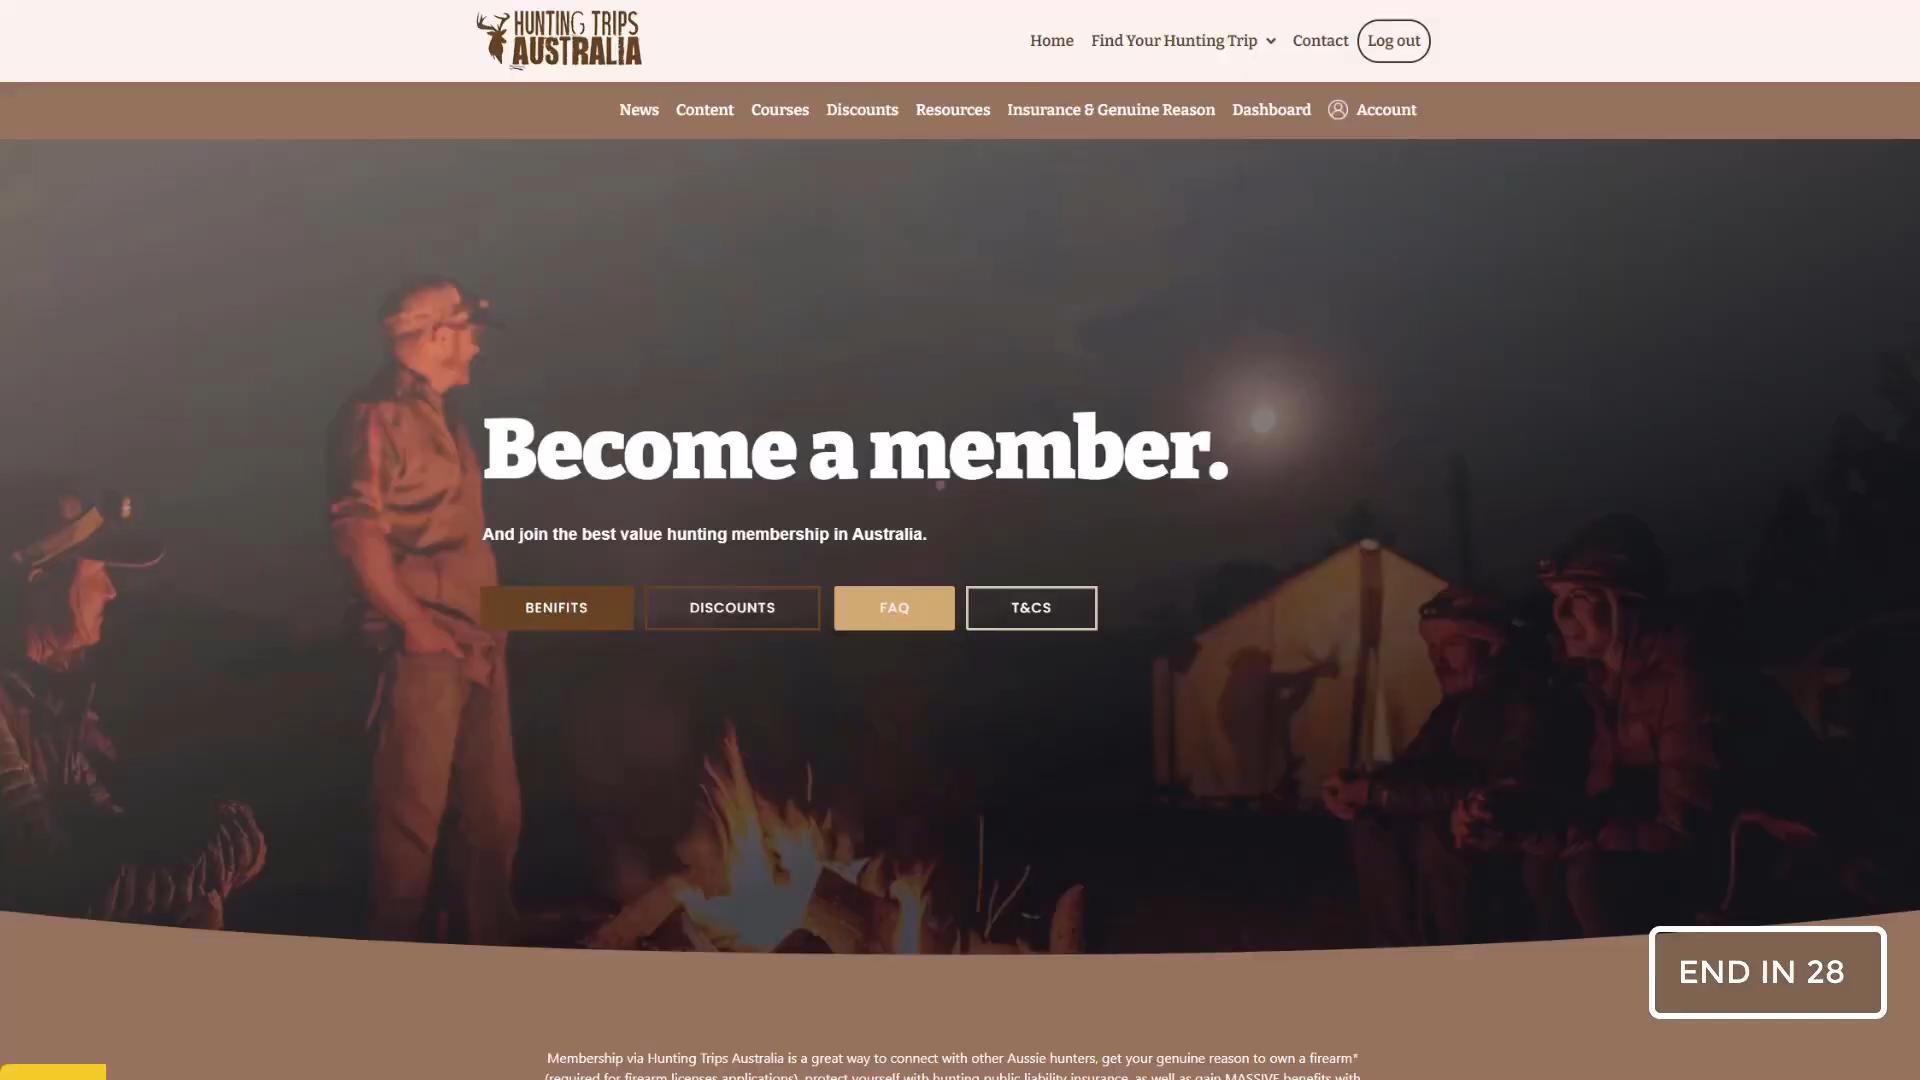 HUNTING TRIPS
AUSTRALIA
Home Find Your Hunting Trip Contact Log out
News Content Courses Discounts Resources Insurance & Genuine Reason Dashboard Account
Become a member.
And join the best value hunting membership in Australia.
BENIFITS DISCOUNTS FAQ T&CS
END IN 28
Membership via Hunting Trips Australia is a great way to connect with other Aussie hunters, get your genuine reason to own a firearm*
(required for firearm licenses applications), protect yourself with hunting public liability insurance, as well as gain MASSIVE benefits with